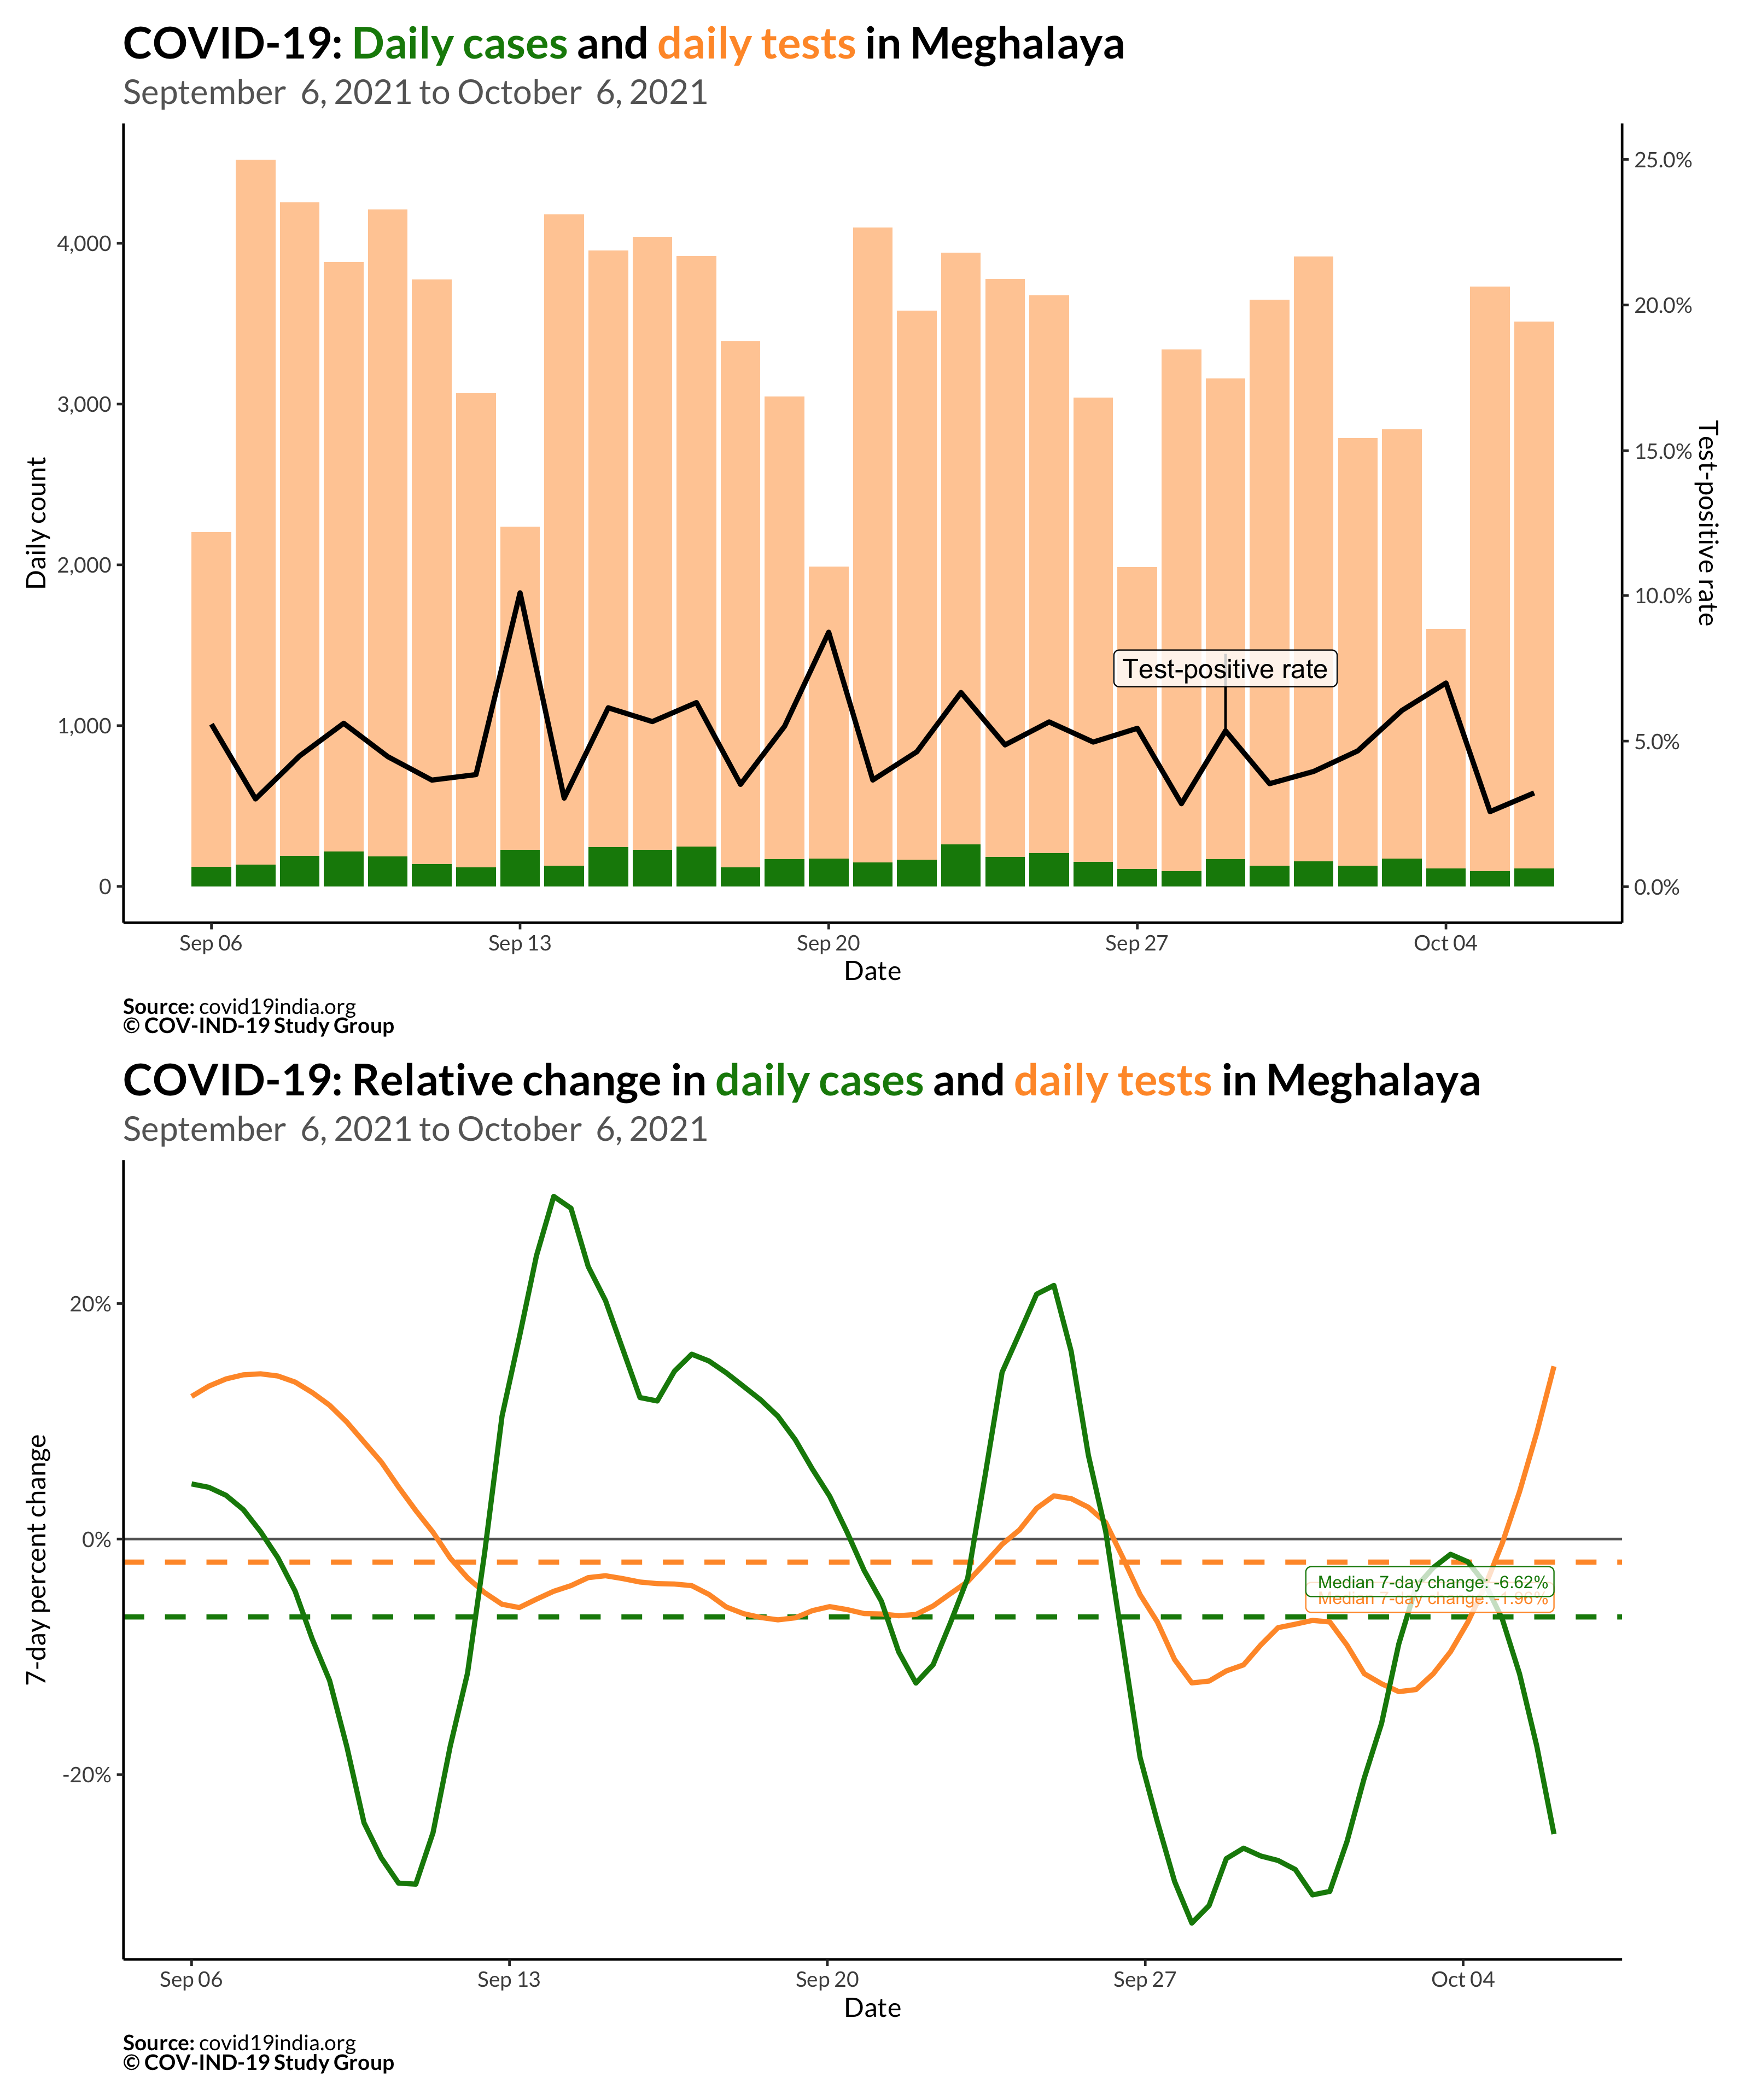 COVID-19: Daily cases and daily tests in Meghalaya
September 6, 2021 to October 6, 2021
25.0%
4,000
20.0%
3,000
15.0%
Daily count
Test-positive rate
2,000
10.0%
Test-positive rate
1,000
5.0%
0
0.0%
Sep 06
Sep 13
Sep 20
Sep 27
Oct 04
Date
Source: covid19india.org
© COV-IND-19 Study Group
COVID-19: Relative change in daily cases and daily tests in Meghalaya
September 6, 2021 to October 6, 2021
20%
7-day percent change
0%
Median 7-day change: -6.62%
Median 7-day change: -1.96%
-20%
Sep 06
Sep 13
Sep 20
Sep 27
Oct 04
Date
Source: covid19india.org
© COV-IND-19 Study Group